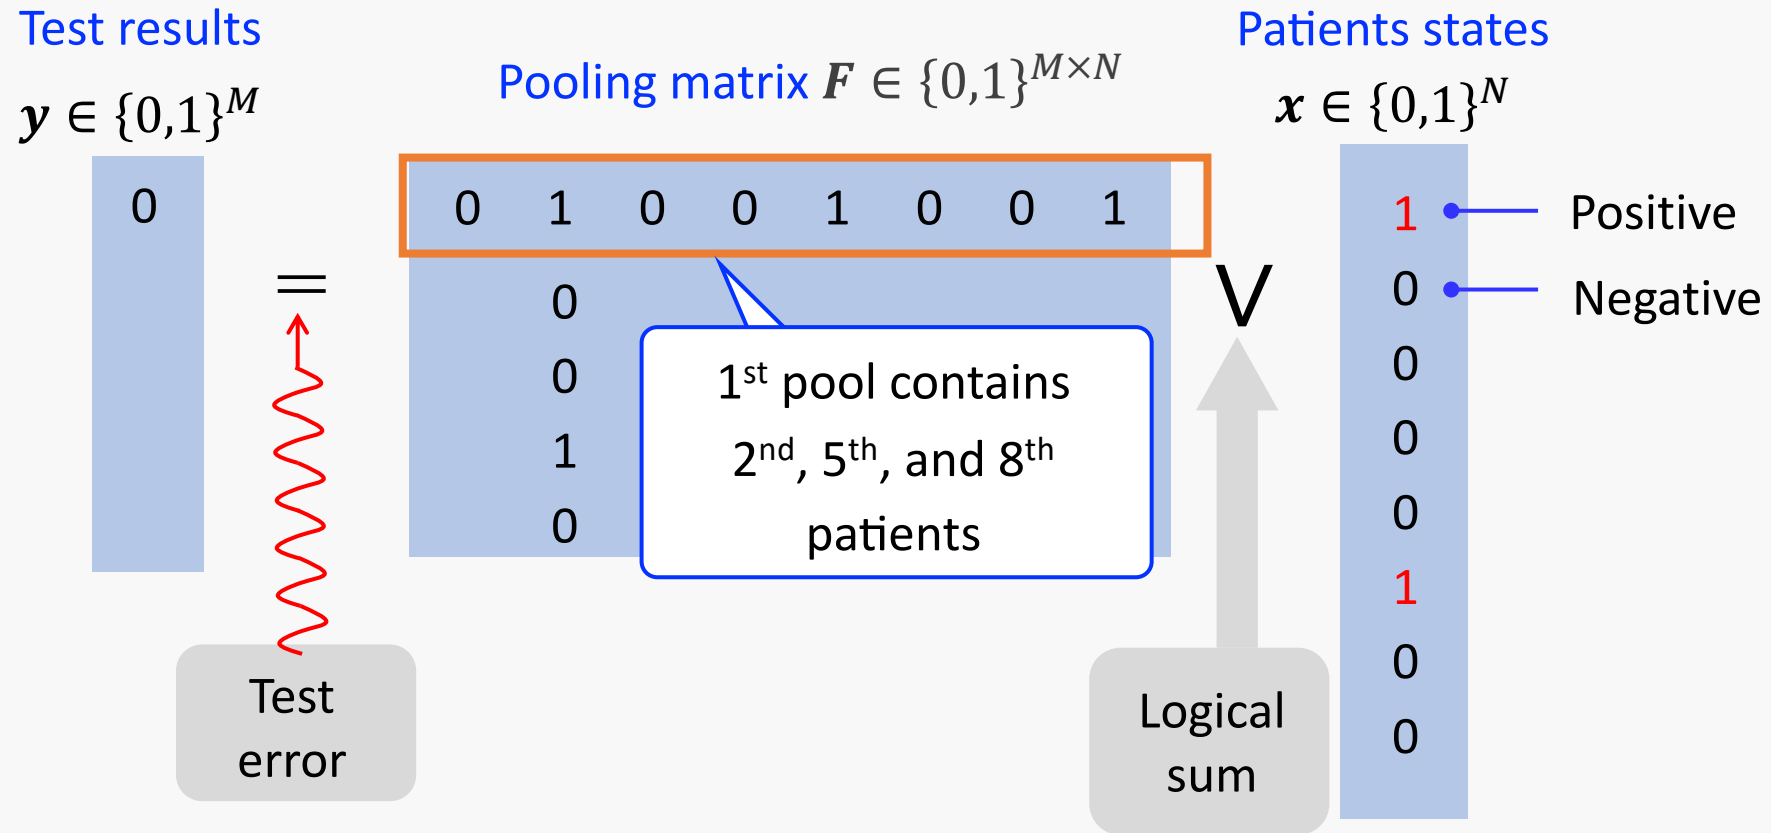 Test results
y ∈ {0,1}^M
Pooling matrix F ∈ {0,1}^{M×N}
Patients states
x ∈ {0,1}^N
0
=
0 1 0 0 1 0 0 1
0
0
1
0
1st pool contains
2nd, 5th, and 8th
patients
∨
1
0
0
0
0
1
0
0
Positive
Negative
Test
error
Logical
sum